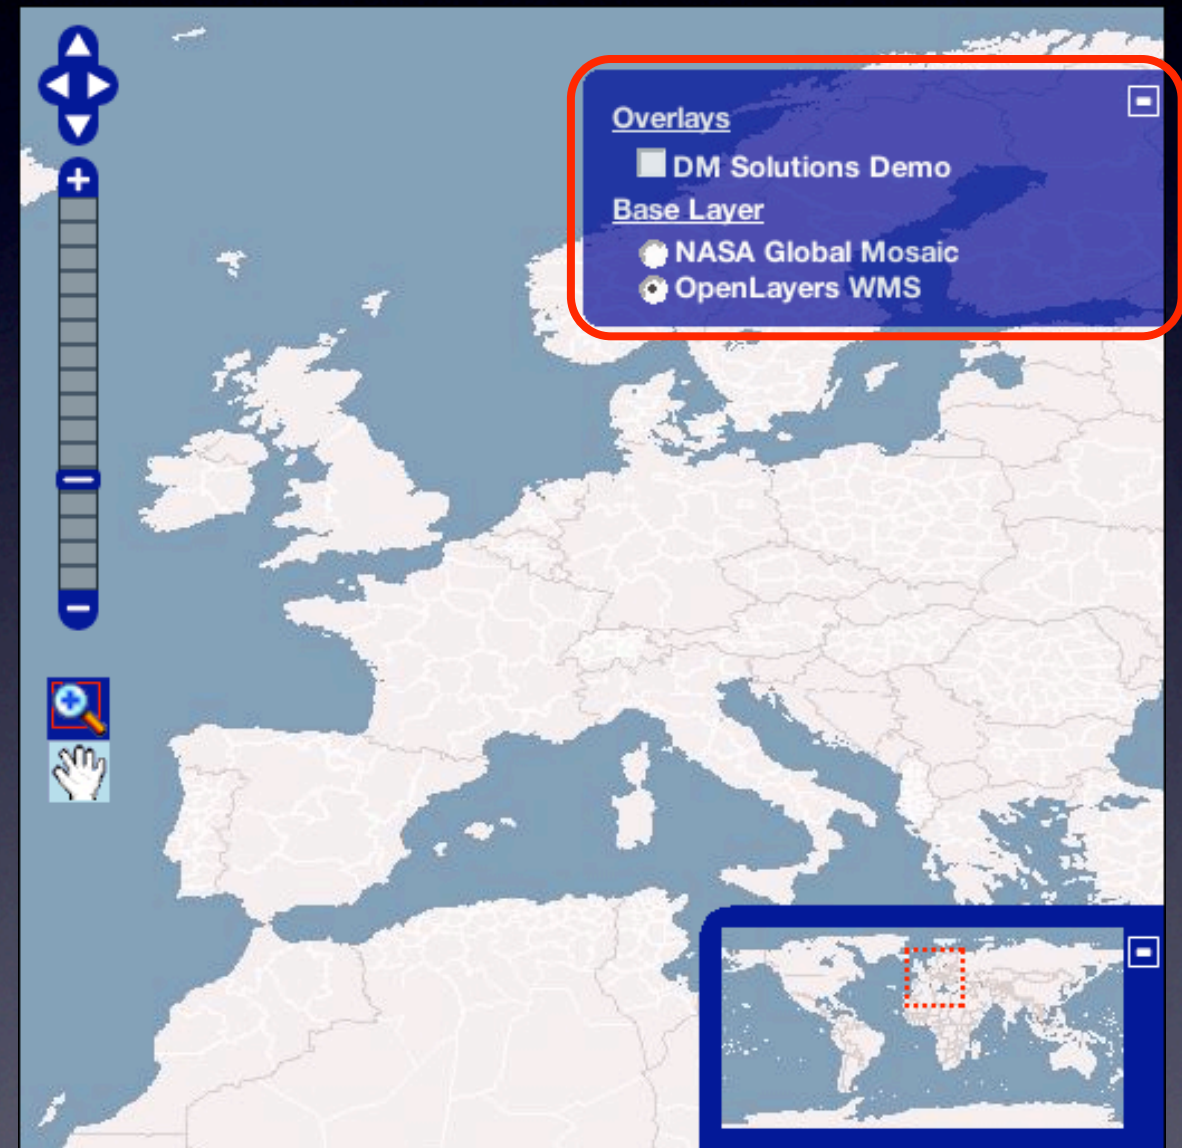 Overlays
DM Solutions Demo
Base Layer
NASA Global Mosaic
OpenLayers WMS